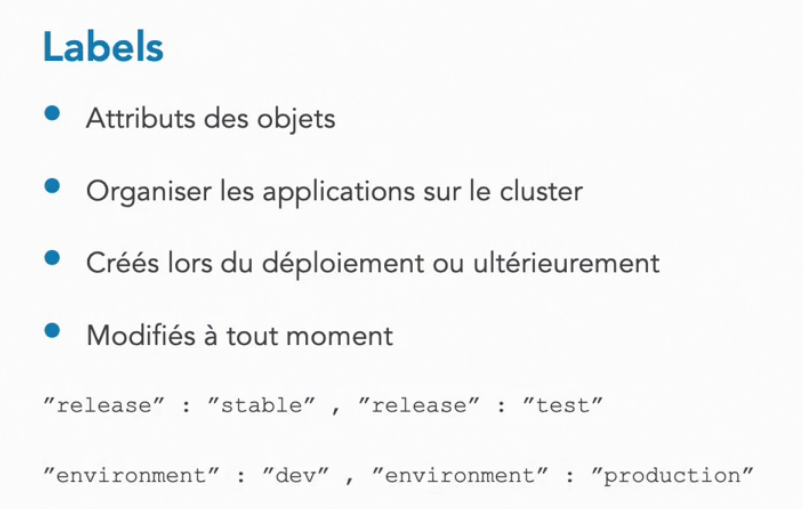 Labels
● Attributs des objets
● Organiser les applications sur le cluster
● Créés lors du déploiement ou ultérieurement
● Modifiés à tout moment
”release” : ”stable” , ”release” : ”test”
”environment” : ”dev” , ”environment” : ”production”